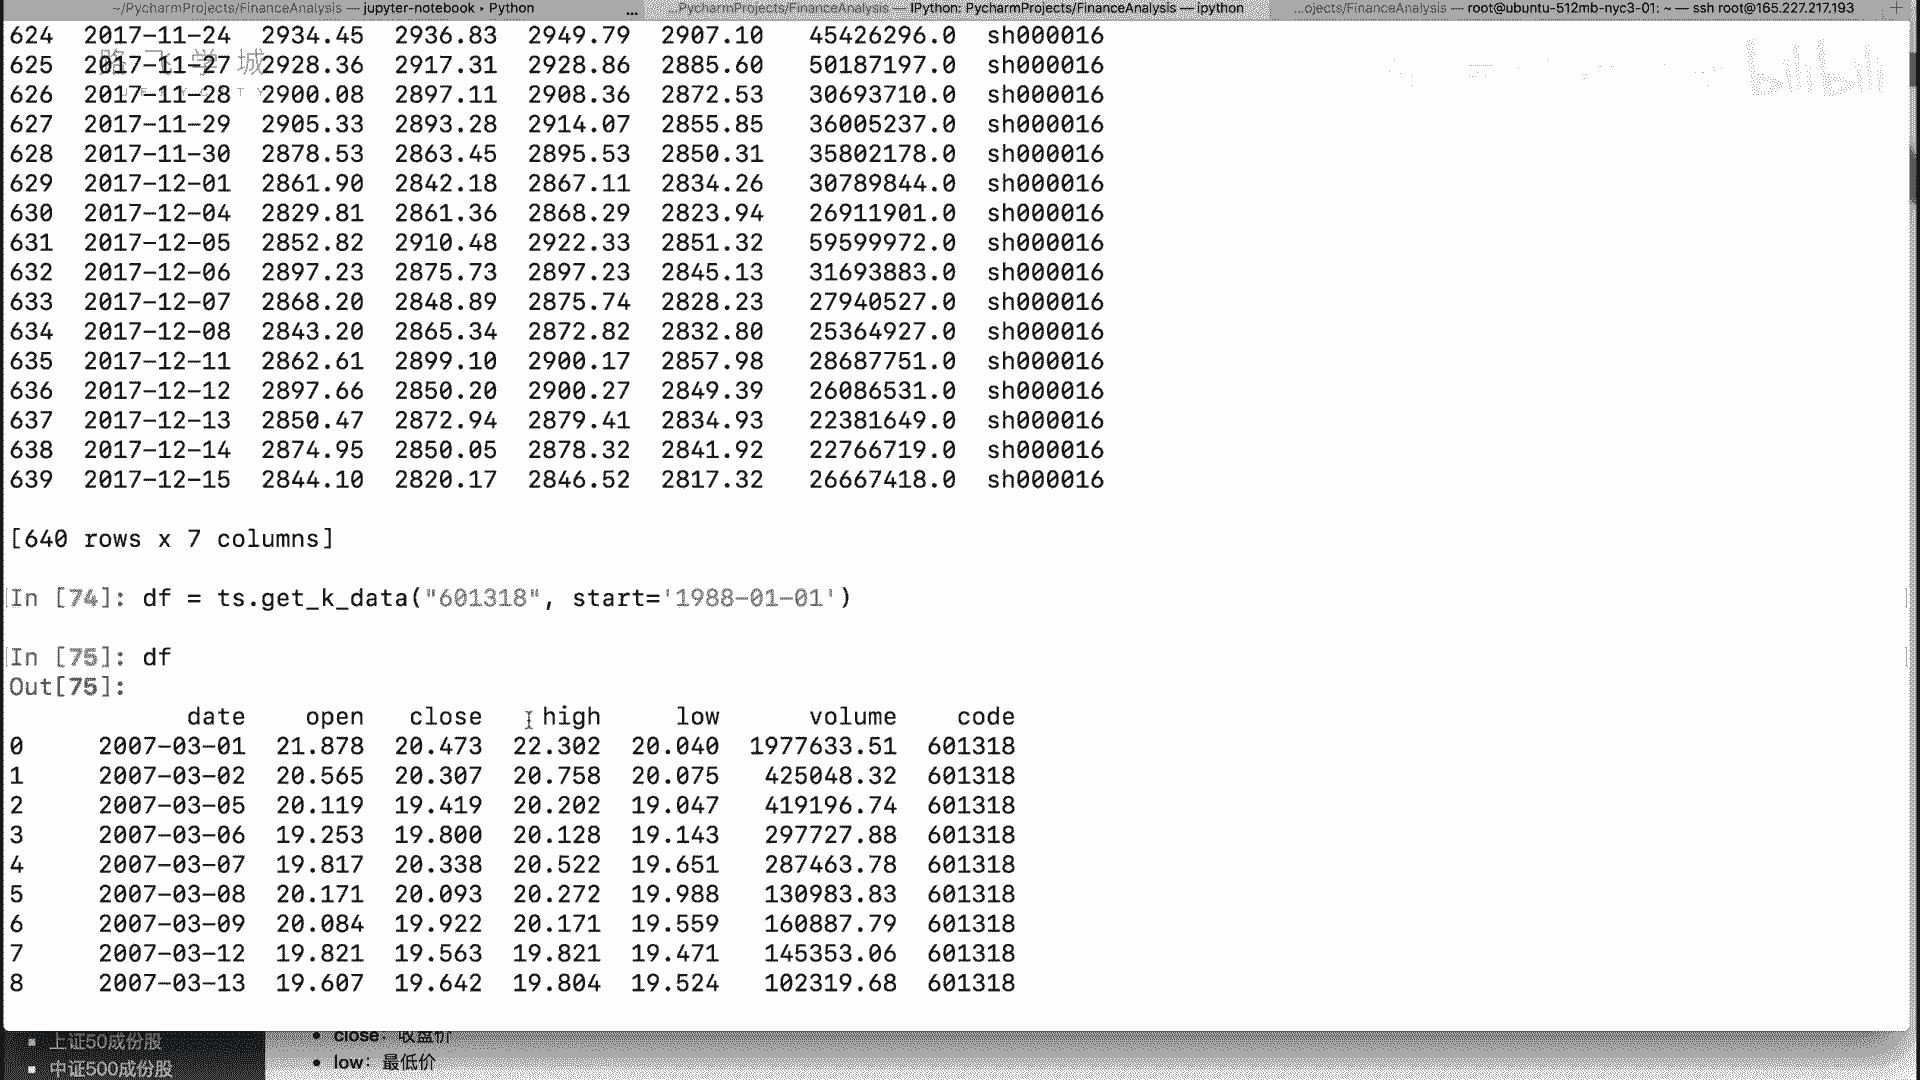 ~/PycharmProjects/FinanceAnalysis — jupyter-notebook ▸ Python ... ...PycharmProjects/FinanceAnalysis — IPython: PycharmProjects/FinanceAnalysis — ipython ...ojects/FinanceAnalysis — root@ubuntu-512mb-nyc3-01: ~ — ssh root@165.227.217.193
624 2017-11-24 2934.45 2936.83 2949.79 2907.10 45426296.0 sh000016
路飞学城
bilibili
625 2017-11-27 2928.36 2917.31 2928.86 2885.60 50187197.0 sh000016
626 2017-11-28 2900.08 2897.11 2908.36 2872.53 30693710.0 sh000016
627 2017-11-29 2905.33 2893.28 2914.07 2855.85 36005237.0 sh000016
628 2017-11-30 2878.53 2863.45 2895.53 2850.31 35802178.0 sh000016
629 2017-12-01 2861.90 2842.18 2867.11 2834.26 30789844.0 sh000016
630 2017-12-04 2829.81 2861.36 2868.29 2823.94 26911901.0 sh000016
631 2017-12-05 2852.82 2910.48 2922.33 2851.32 59599972.0 sh000016
632 2017-12-06 2897.23 2875.73 2897.23 2845.13 31693883.0 sh000016
633 2017-12-07 2868.20 2848.89 2875.74 2828.23 27940527.0 sh000016
634 2017-12-08 2843.20 2865.34 2872.82 2832.80 25364927.0 sh000016
635 2017-12-11 2862.61 2899.10 2900.17 2857.98 28687751.0 sh000016
636 2017-12-12 2897.66 2850.20 2900.27 2849.39 26086531.0 sh000016
637 2017-12-13 2850.47 2872.94 2879.41 2834.93 22381649.0 sh000016
638 2017-12-14 2874.95 2850.05 2878.32 2841.92 22766719.0 sh000016
639 2017-12-15 2844.10 2820.17 2846.52 2817.32 26667418.0 sh000016
[640 rows x 7 columns]
In [74]: df = ts.get_k_data("601318", start='1988-01-01')
In [75]: df
Out[75]:
date open close high low volume code
0 2007-03-01 21.878 20.473 22.302 20.040 1977633.51 601318
1 2007-03-02 20.565 20.307 20.758 20.075 425048.32 601318
2 2007-03-05 20.119 19.419 20.202 19.047 419196.74 601318
3 2007-03-06 19.253 19.800 20.128 19.143 297727.88 601318
4 2007-03-07 19.817 20.338 20.522 19.651 287463.78 601318
5 2007-03-08 20.171 20.093 20.272 19.988 130983.83 601318
6 2007-03-09 20.084 19.922 20.171 19.559 160887.79 601318
7 2007-03-12 19.821 19.563 19.821 19.471 145353.06 601318
8 2007-03-13 19.607 19.642 19.804 19.524 102319.68 601318
上证50成份股
close：收盘价
中证500成份股
low：最低价